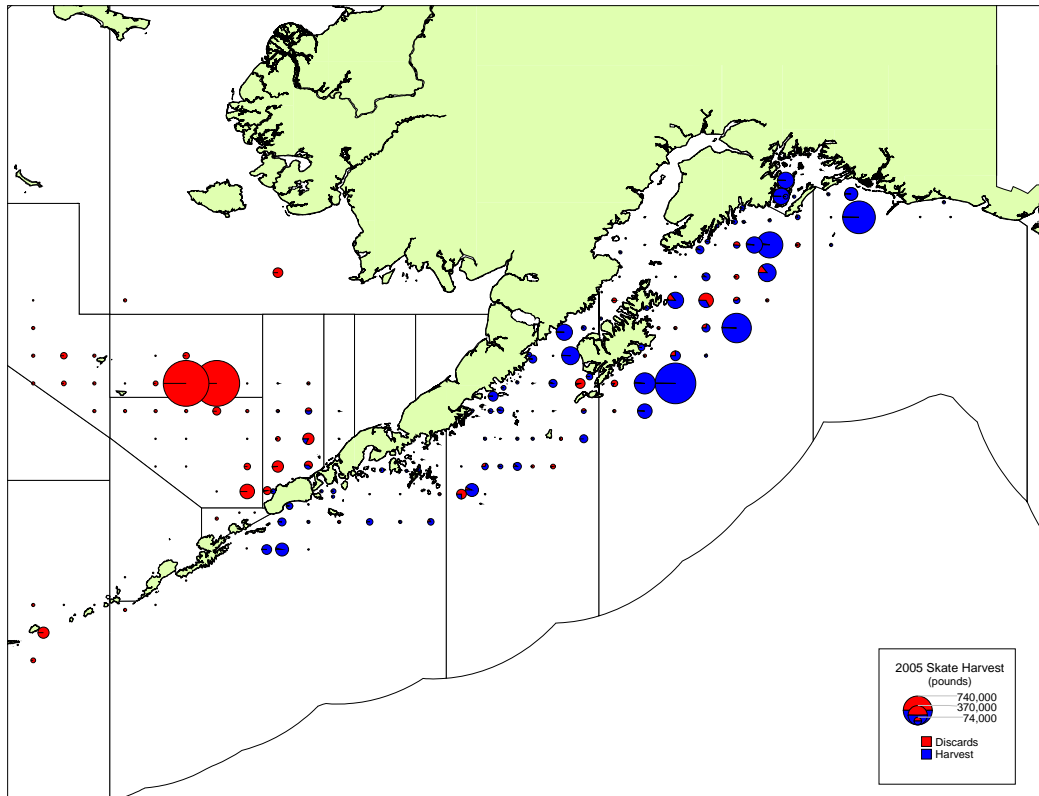 2005 Skate Harvest
(pounds)
740,000
370,000
74,000
Discards
Harvest